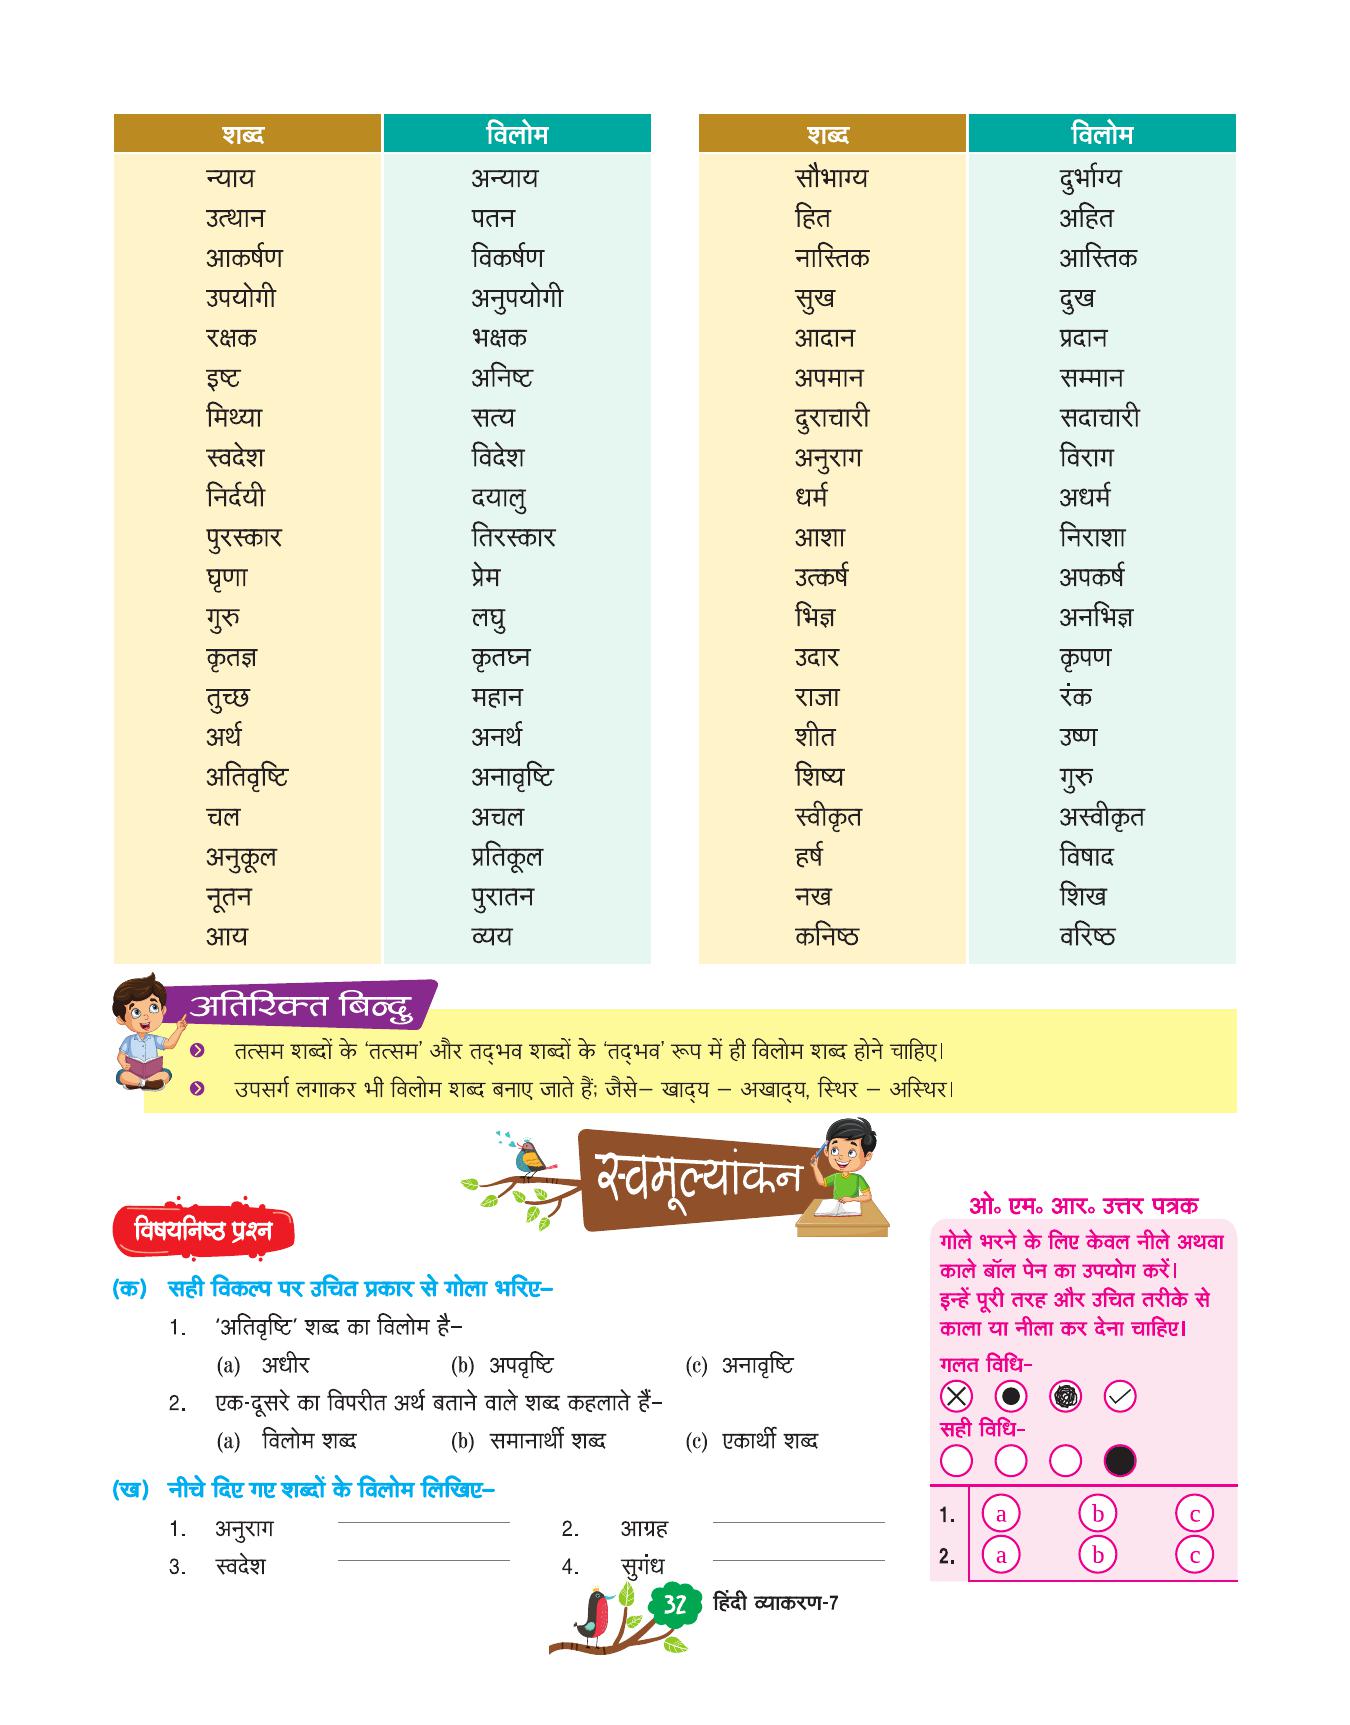 शब्द विलोम
न्याय अन्याय
उत्थान पतन
आकर्षण विकर्षण
उपयोगी अनुपयोगी
रक्षक भक्षक
इष्ट अनिष्ट
मिथ्या सत्य
स्वदेश विदेश
निर्दयी दयालु
पुरस्कार तिरस्कार
घृणा प्रेम
गुरु लघु
कृतज्ञ कृतघ्न
तुच्छ महान
अर्थ अनर्थ
अतिवृष्टि अनावृष्टि
चल अचल
अनुकूल प्रतिकूल
नूतन पुरातन
आय व्यय
शब्द विलोम
सौभाग्य दुर्भाग्य
हित अहित
नास्तिक आस्तिक
सुख दुख
आदान प्रदान
अपमान सम्मान
दुराचारी सदाचारी
अनुराग विराग
धर्म अधर्म
आशा निराशा
उत्कर्ष अपकर्ष
भिज्ञ अनभिज्ञ
उदार कृपण
राजा रंक
शीत उष्ण
शिष्य गुरु
स्वीकृत अस्वीकृत
हर्ष विषाद
नख शिख
कनिष्ठ वरिष्ठ
अतिरिक्त बिन्दु
तत्सम शब्दों के ‘तत्सम’ और तद्‌भव शब्दों के ‘तद्‌भव’ रूप में ही विलोम शब्द होने चाहिए।
उपसर्ग लगाकर भी विलोम शब्द बनाए जाते हैं; जैसे– खाद्‌य – अखाद्‌य, स्थिर – अस्थिर।
स्वमूल्यांकन
विषयनिष्ठ प्रश्न
(क) सही विकल्प पर उचित प्रकार से गोला भरिए–
1. ‘अतिवृष्टि’ शब्द का विलोम है–
(a) अधीर (b) अपवृष्टि (c) अनावृष्टि
2. एक-दूसरे का विपरीत अर्थ बताने वाले शब्द कहलाते हैं–
(a) विलोम शब्द (b) समानार्थी शब्द (c) एकार्थी शब्द
(ख) नीचे दिए गए शब्दों के विलोम लिखिए–
1. अनुराग 2. आग्रह
3. स्वदेश 4. सुगंध
ओ॰ एम॰ आर॰ उत्तर पत्रक
गोले भरने के लिए केवल नीले अथवा
काले बॉल पेन का उपयोग करें।
इन्हें पूरी तरह और उचित तरीके से
काला या नीला कर देना चाहिए।
गलत विधि–
सही विधि–
1. a b c
2. a b c
32 हिंदी व्याकरण-7